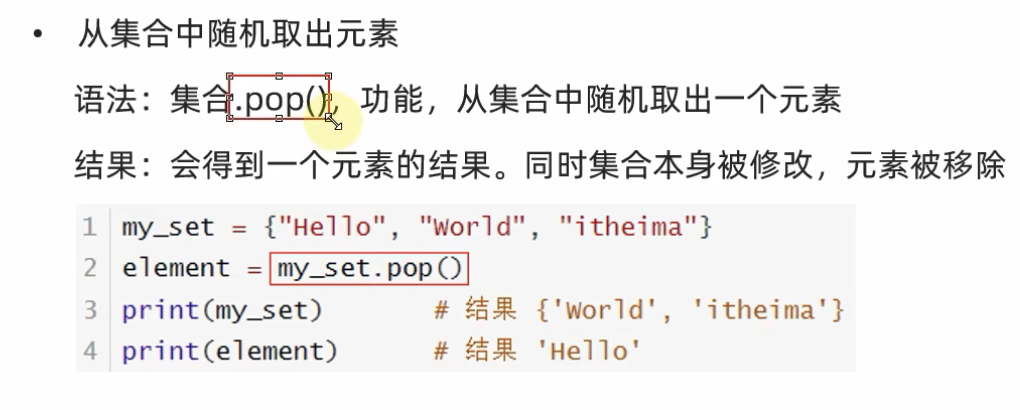 • 从集合中随机取出元素
语法：集合.pop()，功能，从集合中随机取出一个元素
结果：会得到一个元素的结果。同时集合本身被修改，元素被移除
1 my_set = {"Hello", "World", "itheima"}
2 element = my_set.pop()
3 print(my_set) # 结果 {'World', 'itheima'}
4 print(element) # 结果 'Hello'